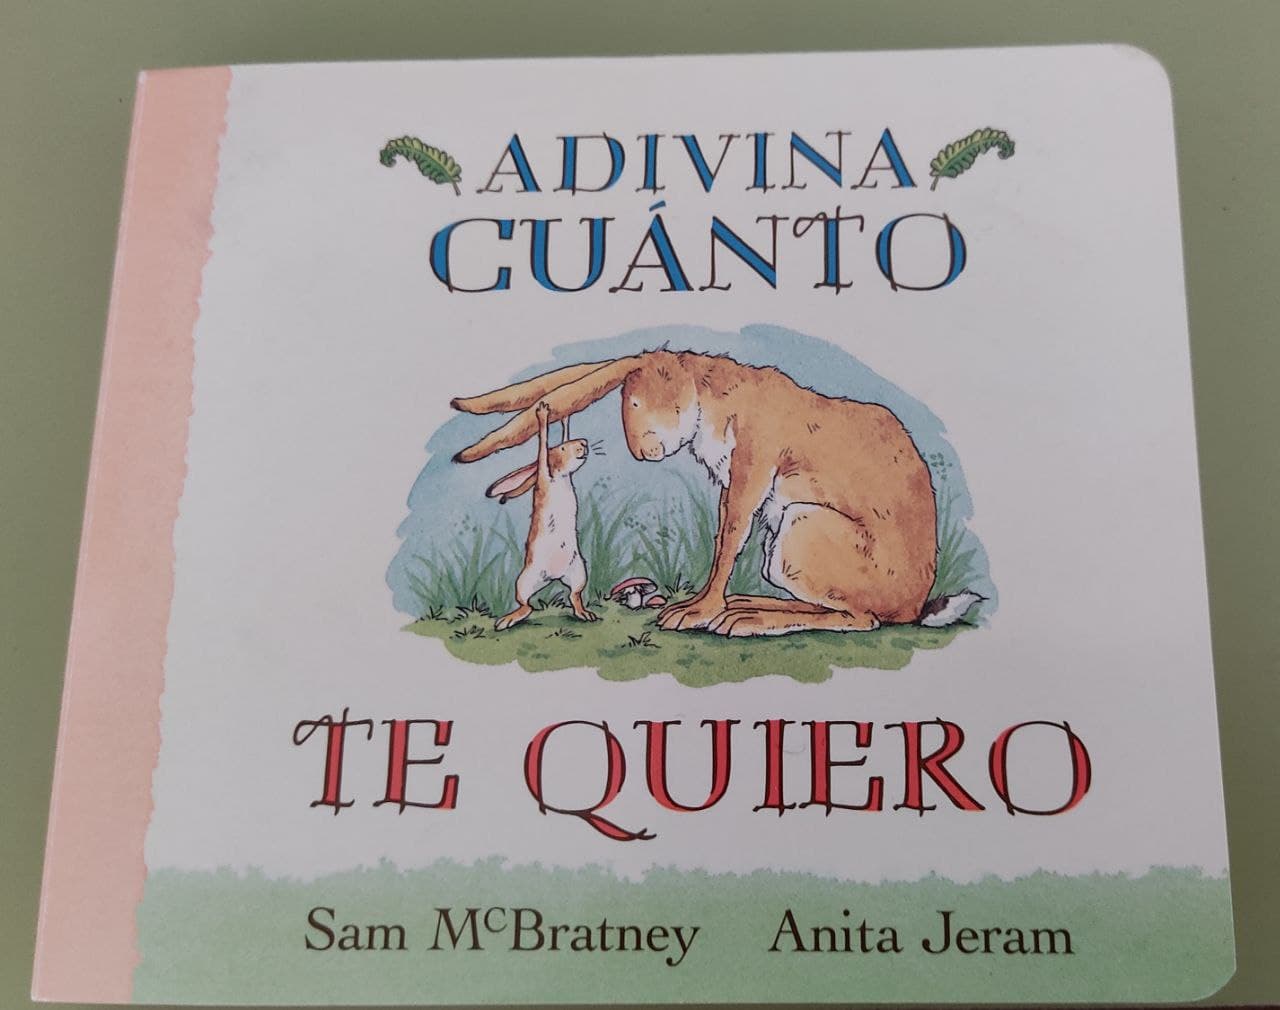 ADIVINA
CUÁNTO
TE QUIERO
Sam McBratney Anita Jeram